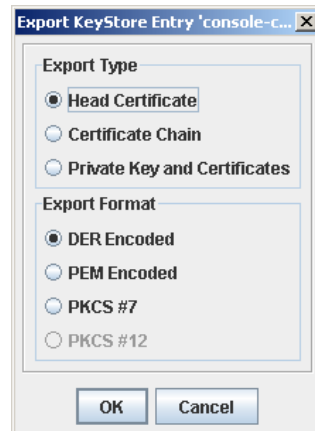 Export KeyStore Entry 'console-c...
Export Type
Head Certificate
Certificate Chain
Private Key and Certificates
Export Format
DER Encoded
PEM Encoded
PKCS #7
PKCS #12
OK Cancel